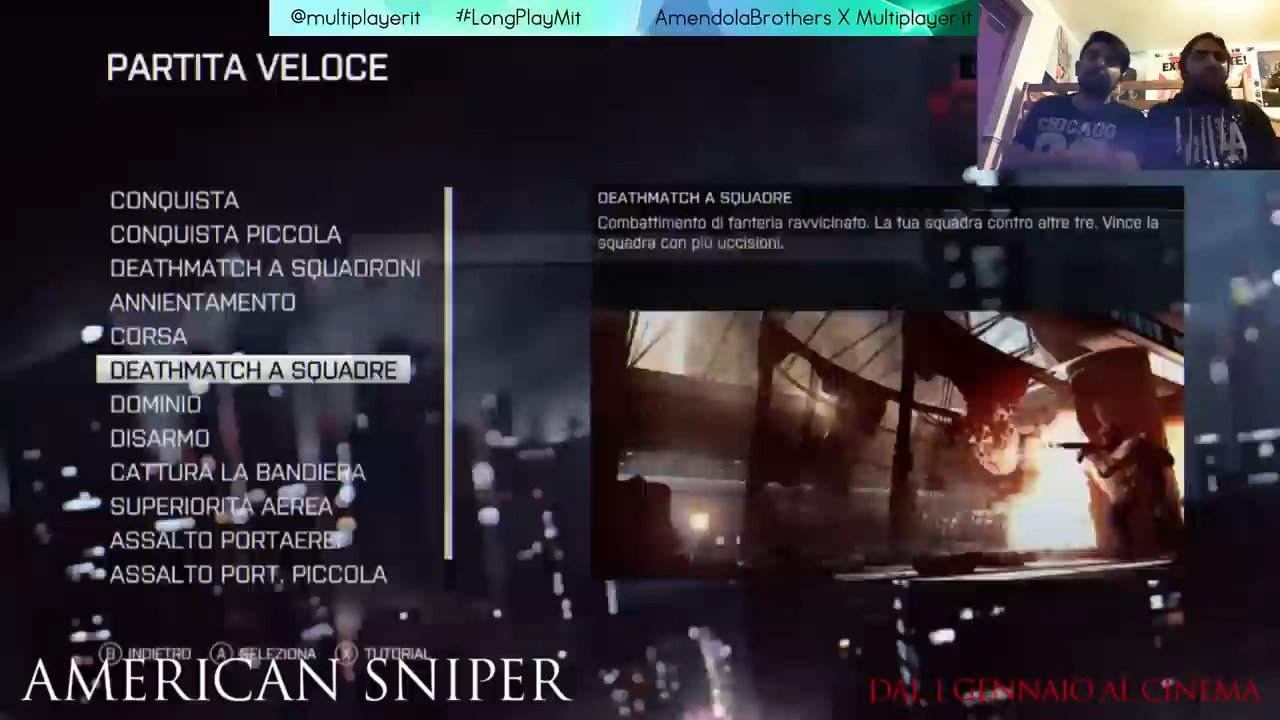 @multiplayerit #LongPlayMit AmendolaBrothers X Multiplayer.it
PARTITA VELOCE
CONQUISTA
CONQUISTA PICCOLA
DEATHMATCH A SQUADRONI
ANNIENTAMENTO
CORSA
DEATHMATCH A SQUADRE
DOMINIO
DISARMO
CATTURA LA BANDIERA
SUPERIORITÀ AEREA
ASSALTO PORTAEREI
ASSALTO PORT. PICCOLA
DEATHMATCH A SQUADRE
Combattimento di fanteria ravvicinato. La tua squadra contro altre tre. Vince la
squadra con più uccisioni.
CHICAGO
B INDIETRO A SELEZIONA X TUTORIAL
AMERICAN SNIPER
DAL 1 GENNAIO AL CINEMA